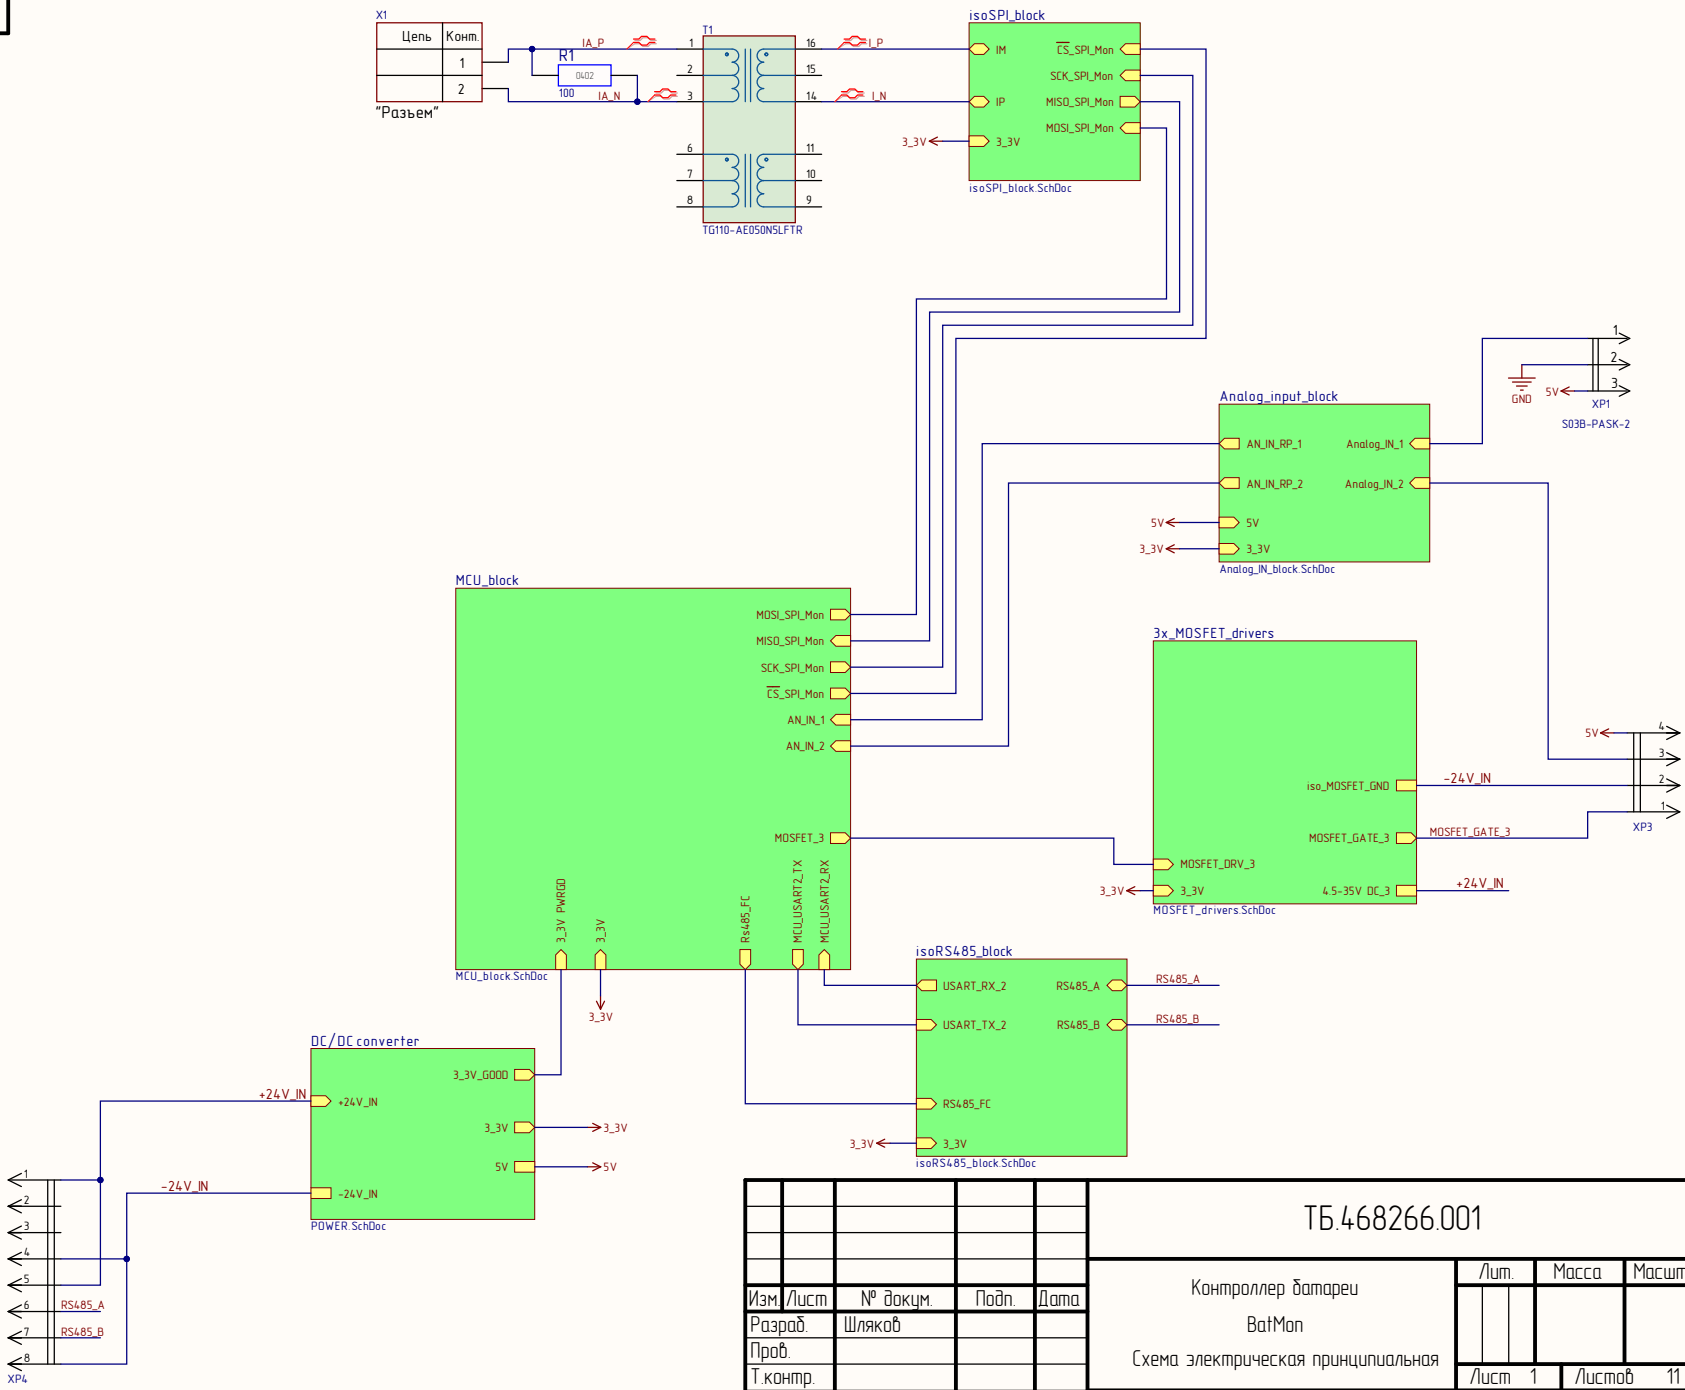 X1
Цепь Конт.
1
2
"Разъем"
IA_P
R1
0402
100
IA_N
T1
1
2
3
6
7
8
16
15
14
11
10
9
TG110-AE050N5LFTR
I_P
I_N
isoSPI_block
IM
IP
3_3V
3_3V
CS_SPI_Mon
SCK_SPI_Mon
MISO_SPI_Mon
MOSI_SPI_Mon
isoSPI_block.SchDoc
1
2
3
GND
5V
XP1
S03B-PASK-2
Analog_input_block
AN_IN_RP_1
Analog_IN_1
AN_IN_RP_2
Analog_IN_2
5V
5V
3_3V
3_3V
Analog_IN_block.SchDoc
MCU_block
MOSI_SPI_Mon
MISO_SPI_Mon
SCK_SPI_Mon
CS_SPI_Mon
AN_IN_1
AN_IN_2
MOSFET_3
3_3V PWRGD
3_3V
Rs485_FC
MCU_USART2_TX
MCU_USART2_RX
MCU_block.SchDoc
3_3V
3x_MOSFET_drivers
iso_MOSFET_GND
-24V_IN
MOSFET_GATE_3
MOSFET_GATE_3
MOSFET_DRV_3
3_3V
3_3V
4.5-35V DC_3
+24V_IN
MOSFET_drivers.SchDoc
5V
4
3
2
1
XP3
isoRS485_block
USART_RX_2
RS485_A
RS485_A
USART_TX_2
RS485_B
RS485_B
RS485_FC
3_3V
3_3V
isoRS485_block.SchDoc
DC/DC converter
3_3V_GOOD
+24V_IN
+24V_IN
3_3V
3_3V
5V
5V
-24V_IN
-24V_IN
POWER.SchDoc
1
2
3
4
5
6
RS485_A
7
RS485_B
8
XP4
ТБ.468266.001
Изм. Лист № докум. Подп. Дата
Разраб. Шляков
Пров.
Т.контр.
Контроллер батареи
BatMon
Схема электрическая принципиальная
Лит. Масса Масшт
Лист 1 Листов 11